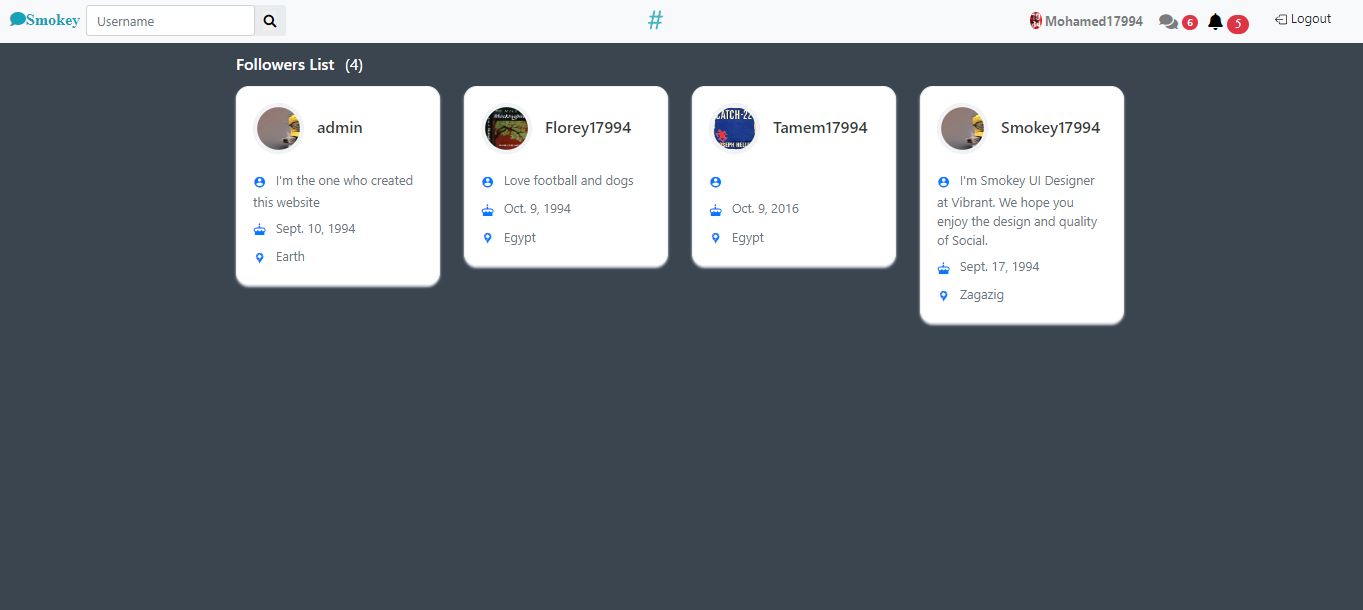 Smokey
Username
#
Mohamed17994
6
5
Logout
Followers List (4)
admin
I'm the one who created
this website
Sept. 10, 1994
Earth
Florey17994
Love football and dogs
Oct. 9, 1994
Egypt
CATCH-22
Tamem17994
Oct. 9, 2016
Egypt
Smokey17994
I'm Smokey UI Designer
at Vibrant. We hope you
enjoy the design and quality
of Social.
Sept. 17, 1994
Zagazig